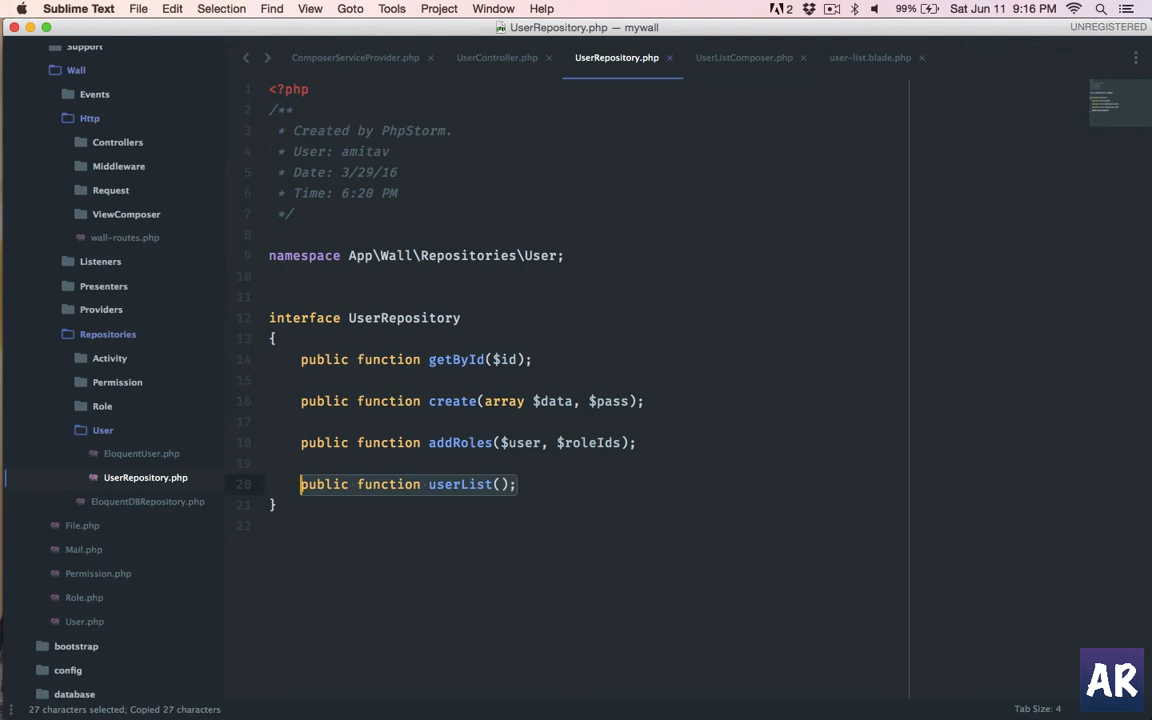 Sublime Text File Edit Selection Find View Goto Tools Project Window Help 2 99% Sat Jun 11 9:16 PM
UserRepository.php — mywall UNREGISTERED
Support
Wall
Events
Http
Controllers
Middleware
Request
ViewComposer
wall-routes.php
Listeners
Presenters
Providers
Repositories
Activity
Permission
Role
User
EloquentUser.php
UserRepository.php
EloquentDBRepository.php
File.php
Mail.php
Permission.php
Role.php
User.php
bootstrap
config
database
ComposerServiceProvider.php × UserController.php × UserRepository.php × UserListComposer.php × user-list.blade.php ×
1 <?php
2 /**
3  * Created by PhpStorm.
4  * User: amitav
5  * Date: 3/29/16
6  * Time: 6:20 PM
7  */
8
9 namespace App\Wall\Repositories\User;
10
11
12 interface UserRepository
13 {
14     public function getById($id);
15
16     public function create(array $data, $pass);
17
18     public function addRoles($user, $roleIds);
19
20     public function userList();
21 }
22
AR
27 characters selected; Copied 27 characters Tab Size: 4